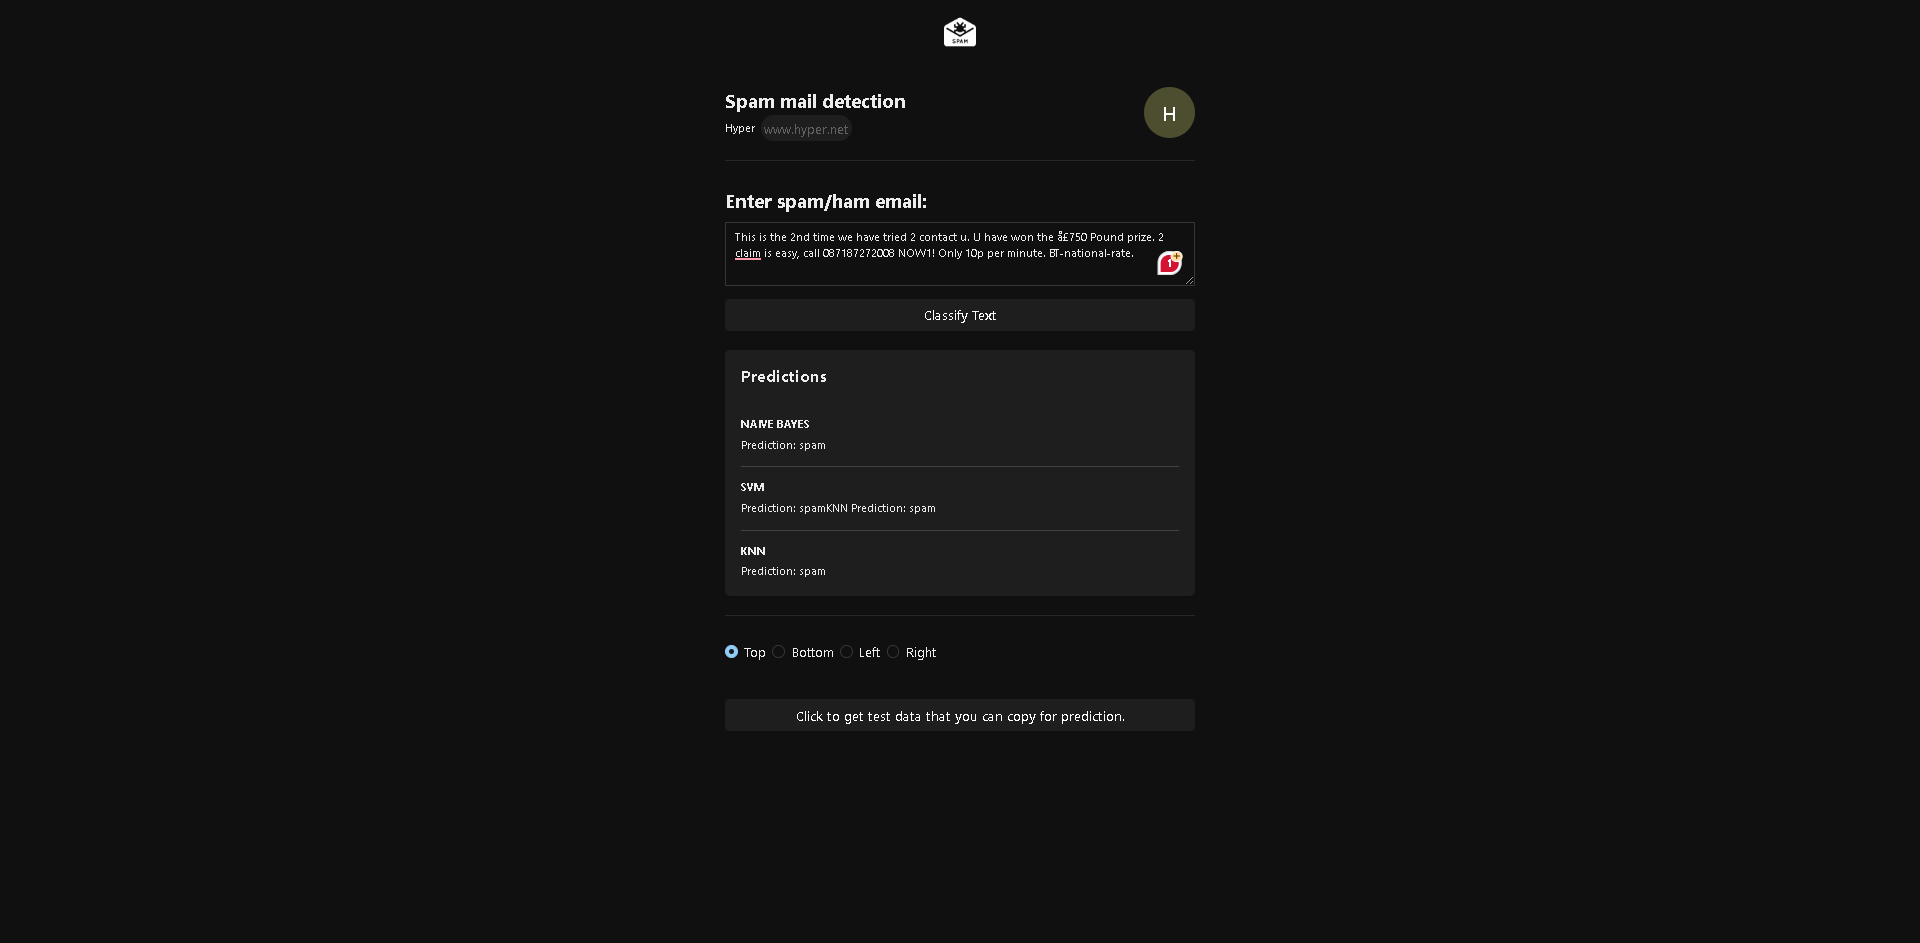 SPAM
Spam mail detection
H
Hyper www.hyper.net
Enter spam/ham email:
This is the 2nd time we have tried 2 contact u. U have won the å£750 Pound prize. 2
claim is easy, call 087187272008 NOW1! Only 10p per minute. BT-national-rate.
1
Classify Text
Predictions
NAIVE BAYES
Prediction: spam
SVM
Prediction: spamKNN Prediction: spam
KNN
Prediction: spam
Top Bottom Left Right
Click to get test data that you can copy for prediction.